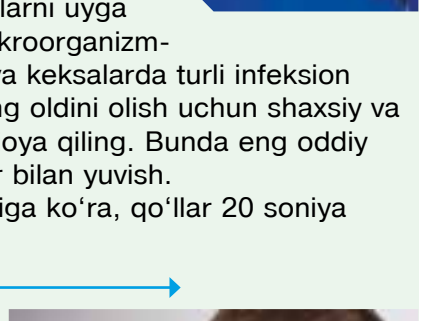 larni uyga
kroorganizm-
va keksalarda turli infeksion
ng oldini olish uchun shaxsiy va
oya qiling. Bunda eng oddiy
r bilan yuvish.
iga ko‘ra, qo‘llar 20 soniya